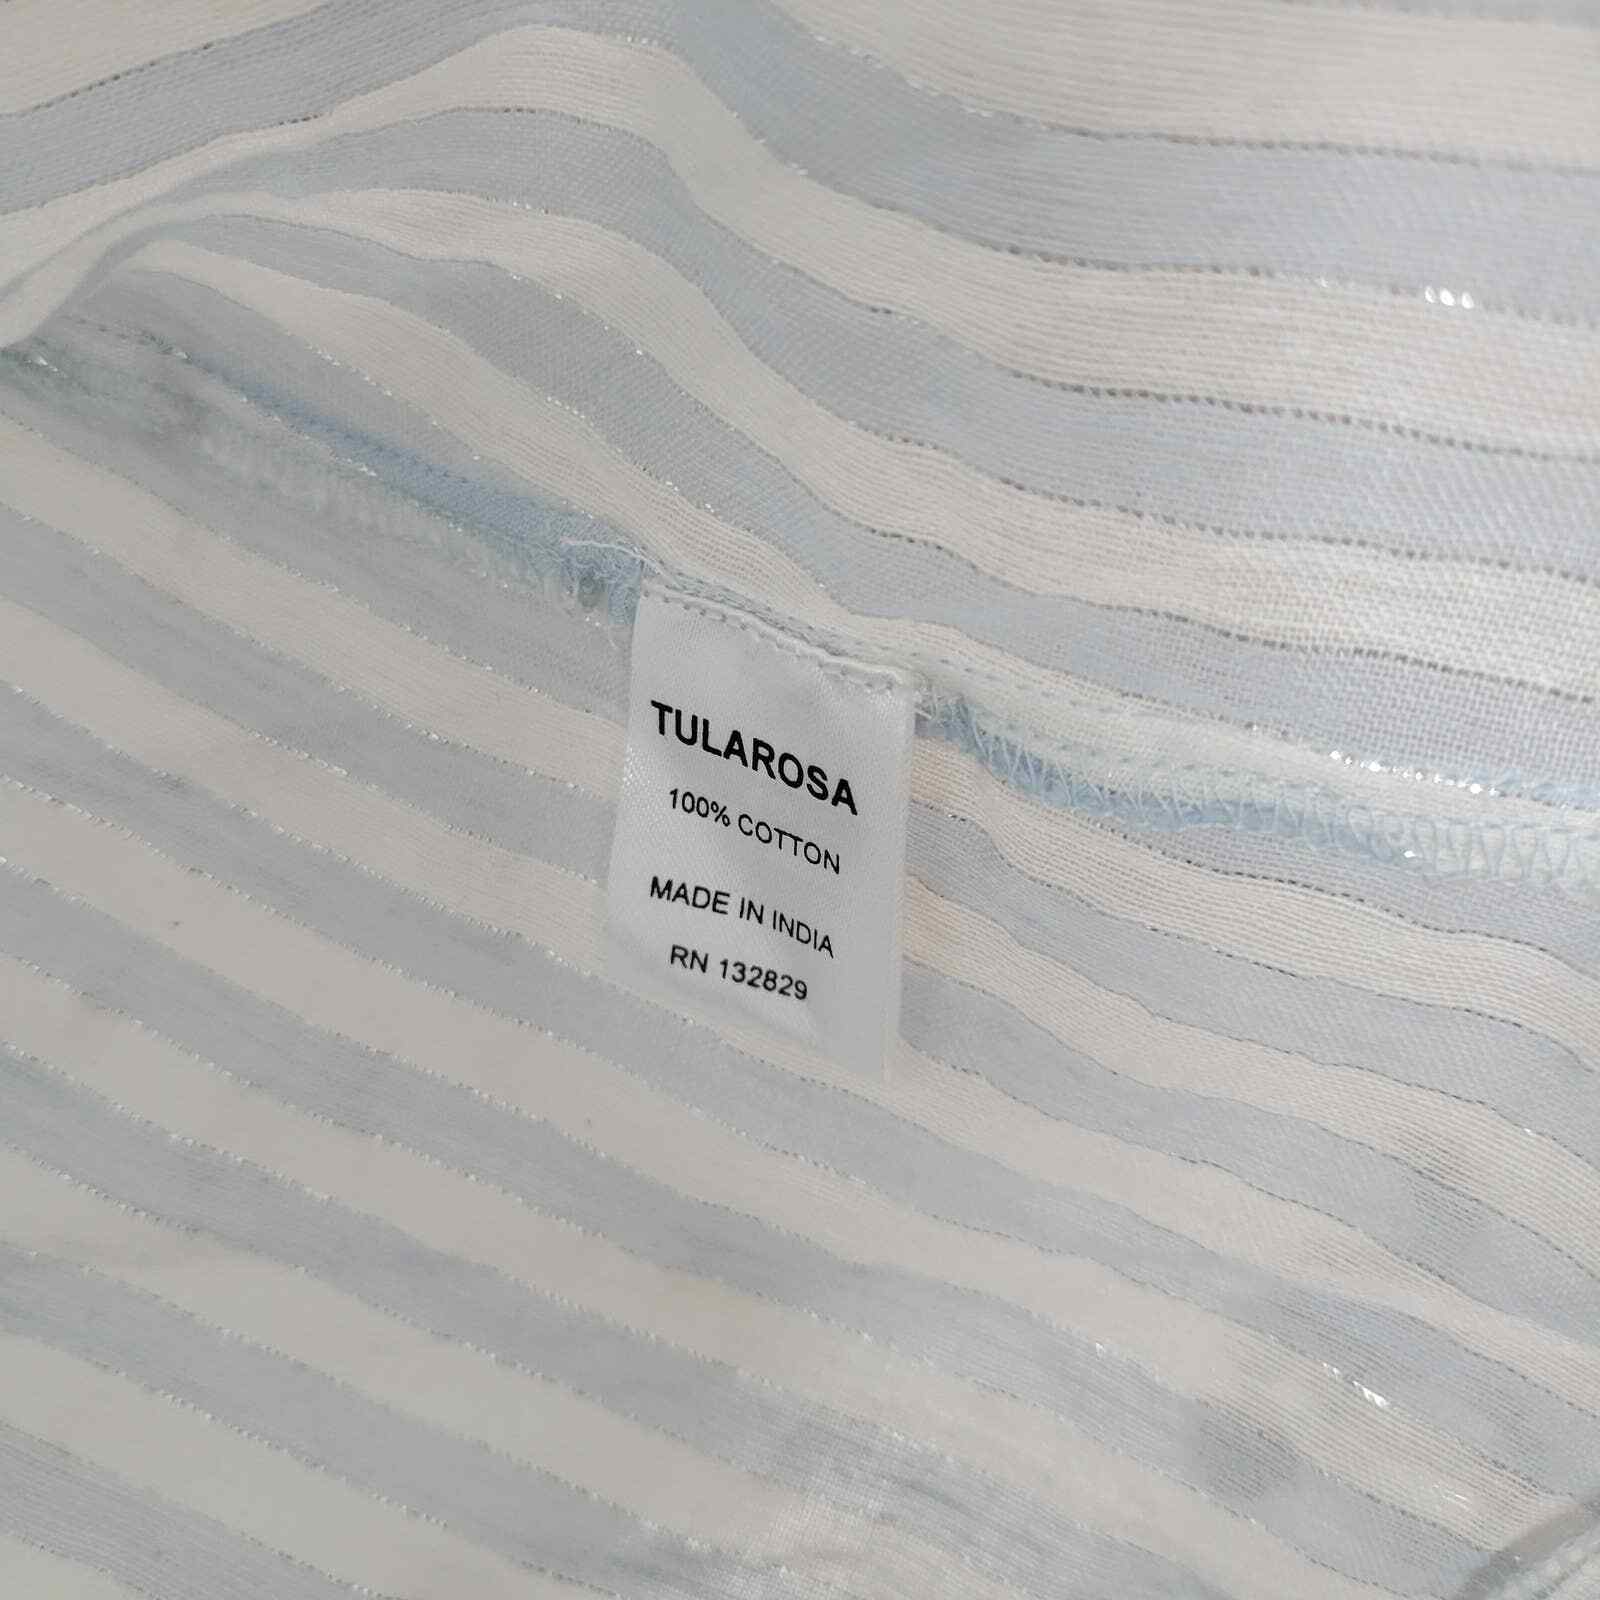 TULAROSA
100% COTTON
MADE IN INDIA
RN 132829